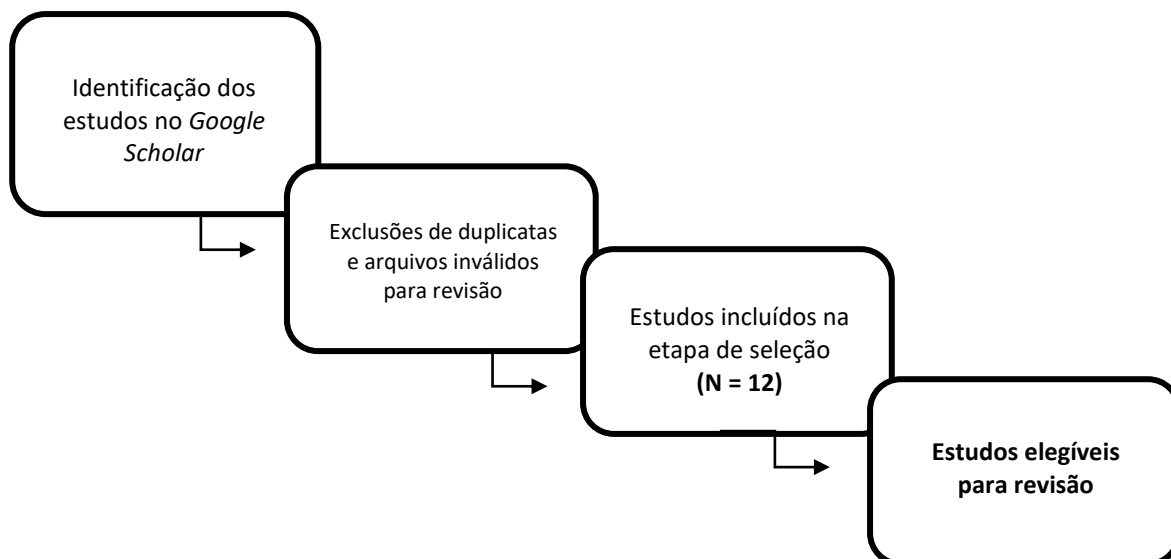 Identificação dos
estudos no Google
Scholar
Exclusões de duplicatas
e arquivos inválidos
para revisão
Estudos incluídos na
etapa de seleção
(N = 12)
Estudos elegíveis
para revisão